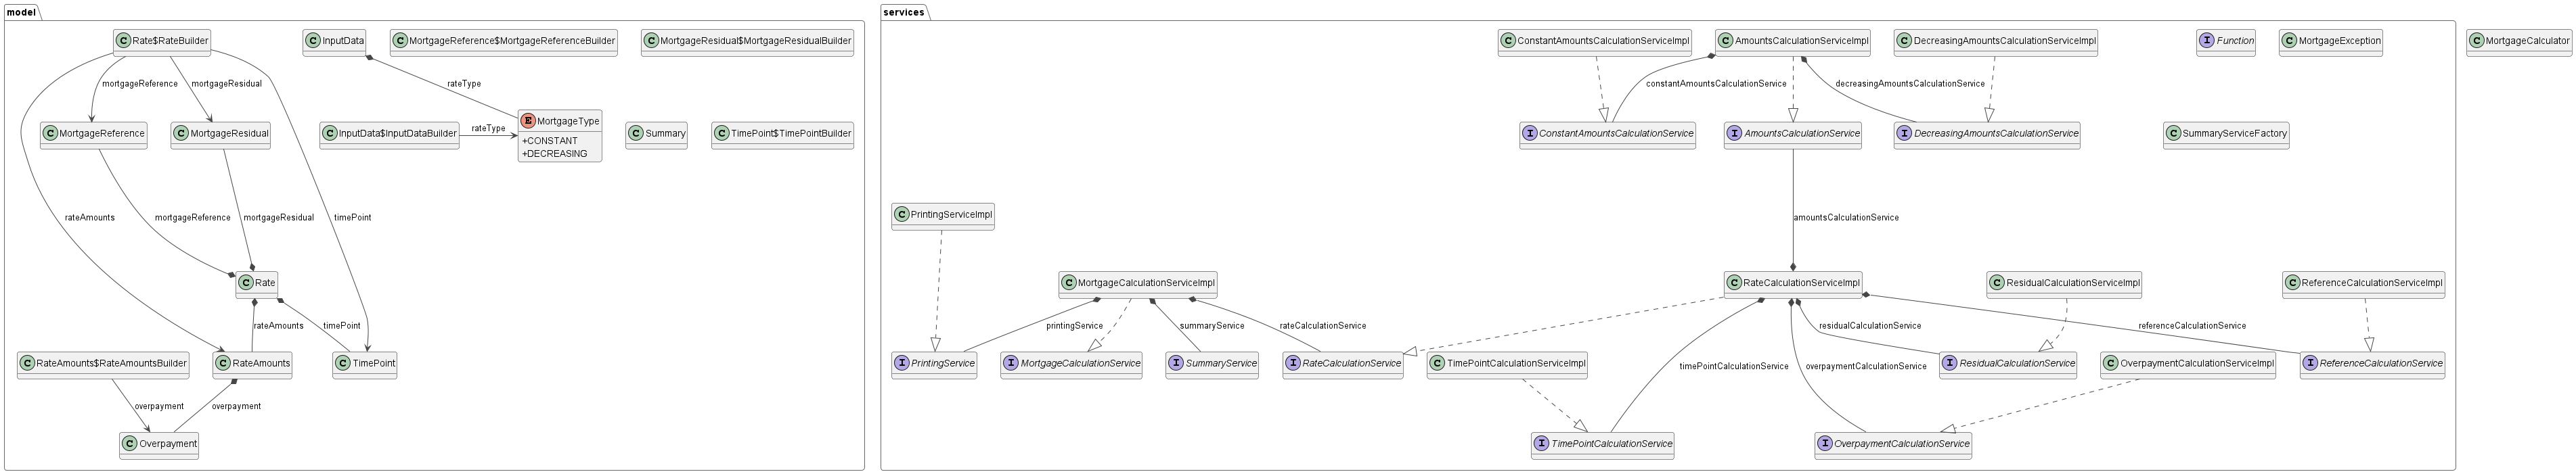 model
Rate$RateBuilder
InputData
MortgageReference$MortgageReferenceBuilder
MortgageResidual$MortgageResidualBuilder
mortgageReference
mortgageResidual
rateType
MortgageReference
MortgageResidual
InputData$InputDataBuilder
rateType
MortgageType
+CONSTANT
+DECREASING
Summary
TimePoint$TimePointBuilder
rateAmounts
mortgageReference
mortgageResidual
timePoint
Rate
rateAmounts
timePoint
RateAmounts$RateAmountsBuilder
RateAmounts
TimePoint
overpayment
overpayment
Overpayment
services
ConstantAmountsCalculationServiceImpl
AmountsCalculationServiceImpl
DecreasingAmountsCalculationServiceImpl
Function
MortgageException
constantAmountsCalculationService
decreasingAmountsCalculationService
ConstantAmountsCalculationService
AmountsCalculationService
DecreasingAmountsCalculationService
SummaryServiceFactory
PrintingServiceImpl
amountsCalculationService
MortgageCalculationServiceImpl
RateCalculationServiceImpl
ResidualCalculationServiceImpl
ReferenceCalculationServiceImpl
printingService
summaryService
rateCalculationService
residualCalculationService
referenceCalculationService
PrintingService
MortgageCalculationService
SummaryService
RateCalculationService
TimePointCalculationServiceImpl
timePointCalculationService
overpaymentCalculationService
ResidualCalculationService
OverpaymentCalculationServiceImpl
ReferenceCalculationService
TimePointCalculationService
OverpaymentCalculationService
MortgageCalculator